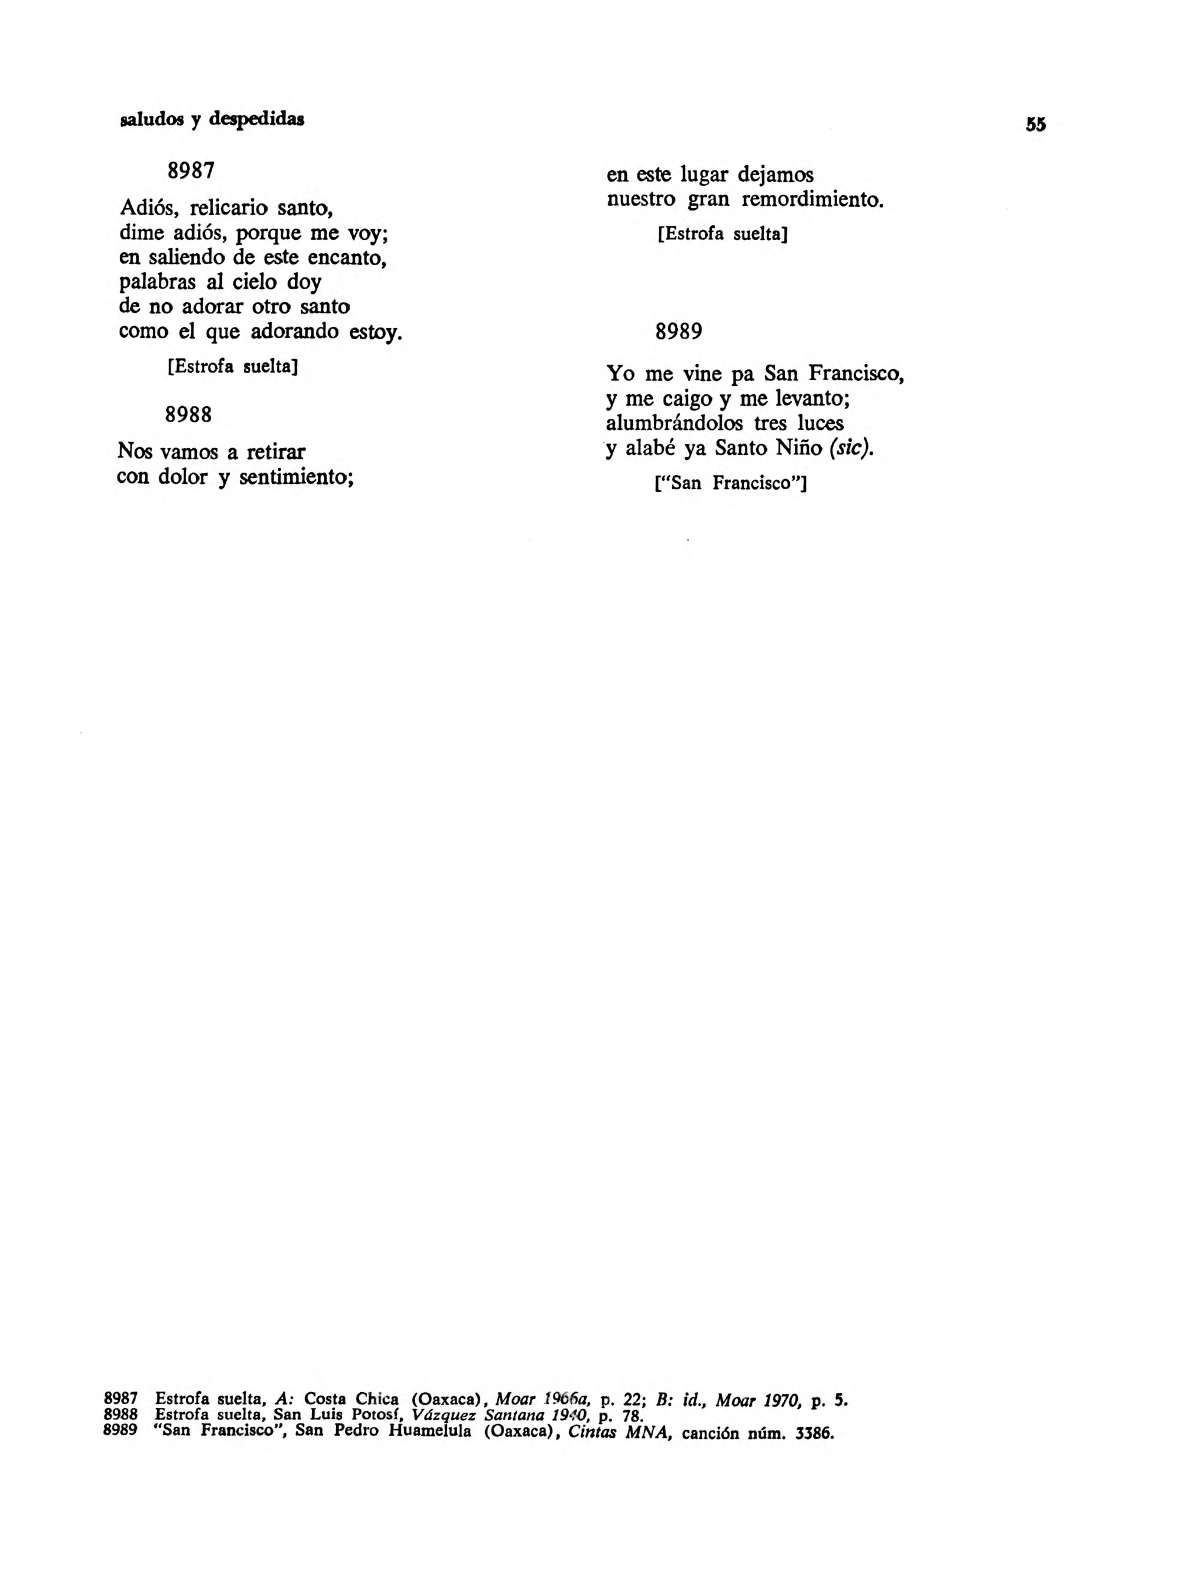 saludos y despedidas
55
8987
Adiós, relicario santo,
dime adiós, porque me voy;
en saliendo de este encanto,
palabras al cielo doy
de no adorar otro santo
como el que adorando estoy.
[Estrofa suelta]
8988
Nos vamos a retirar
con dolor y sentimiento;
en este lugar dejamos
nuestro gran remordimiento.
[Estrofa suelta]
8989
Yo me vine pa San Francisco,
y me caigo y me levanto;
alumbrándolos tres luces
y alabé ya Santo Niño (sic).
["San Francisco"]
8987 Estrofa suelta, A: Costa Chica (Oaxaca), Moar 1966a, p. 22; B: id., Moar 1970, p. 5.
8988 Estrofa suelta, San Luis Potosí, Vázquez Santana 1940, p. 78.
8989 "San Francisco", San Pedro Huamelula (Oaxaca), Cintas MNA, canción núm. 3386.